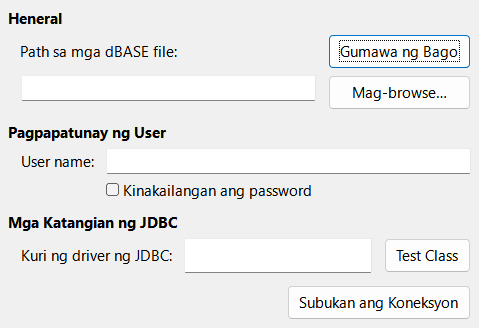 Heneral
Path sa mga dBASE file:
Gumawa ng Bago
Mag-browse...
Pagpapatunay ng User
User name:
Kinakailangan ang password
Mga Katangian ng JDBC
Kuri ng driver ng JDBC:
Test Class
Subukan ang Koneksyon